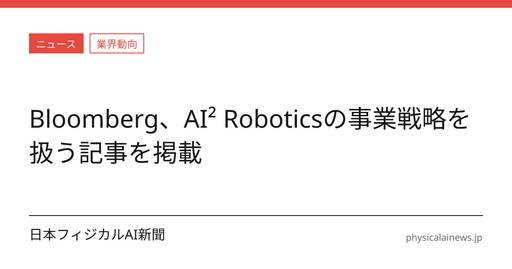 ニュース 業界動向
Bloomberg、AI² Roboticsの事業戦略を
扱う記事を掲載
日本フィジカルAI新聞 physicalainews.jp